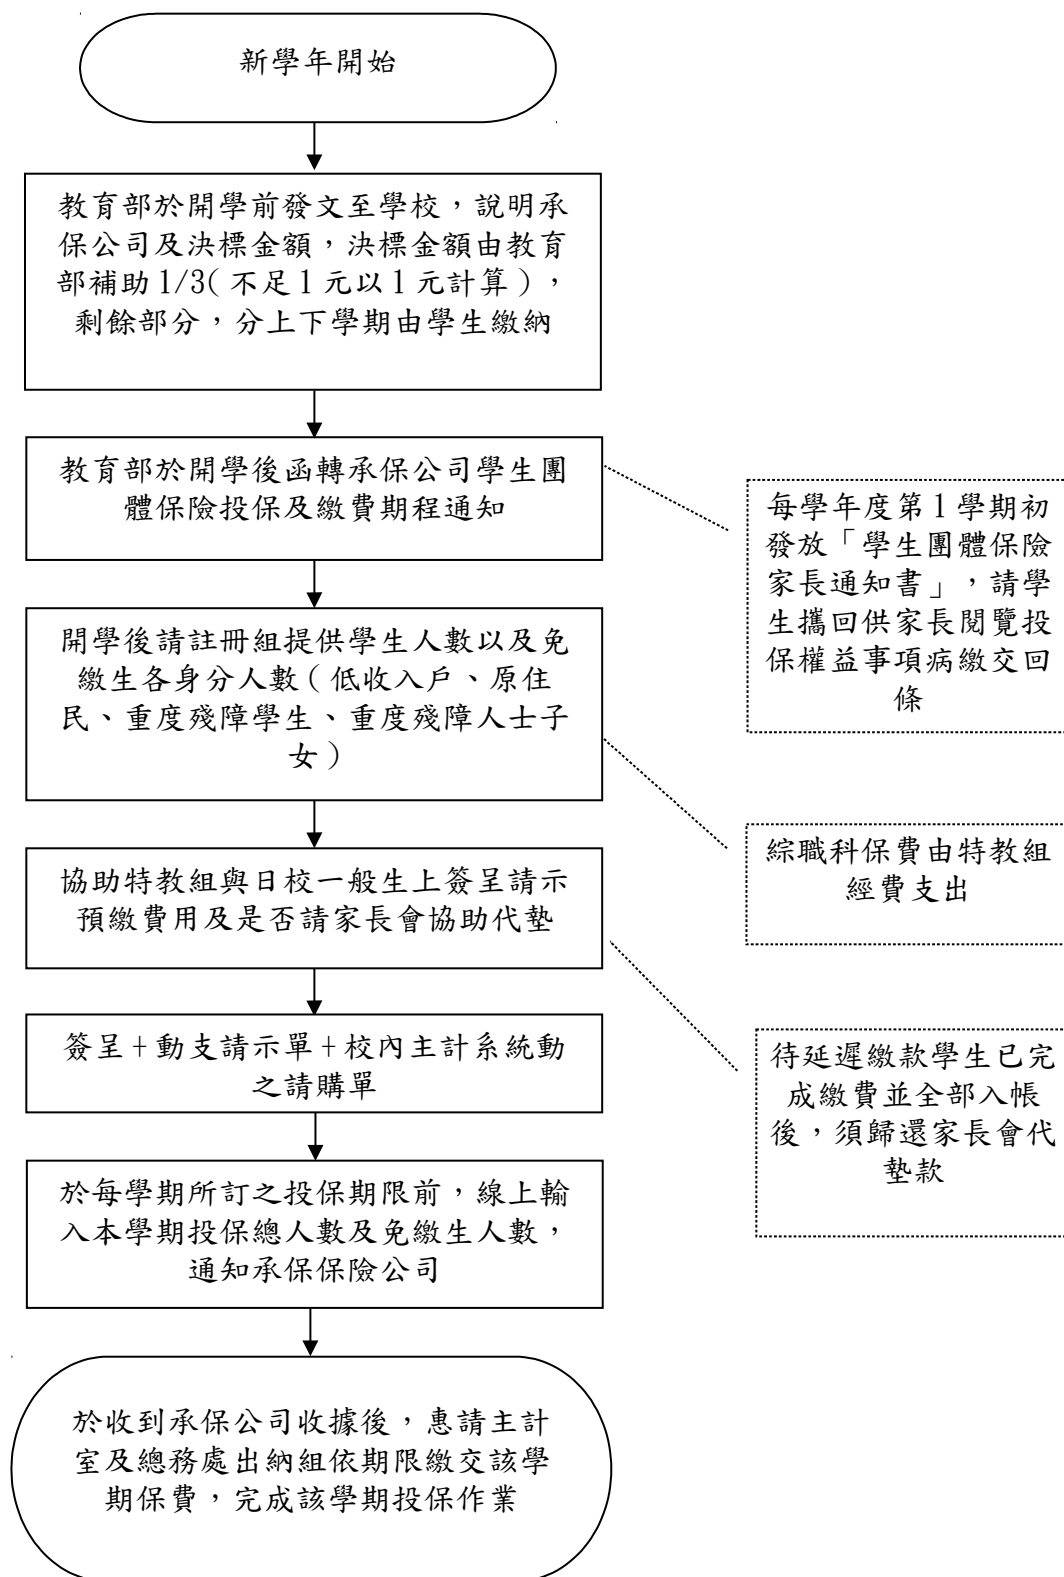 新學年開始
教育部於開學前發文至學校，說明承
保公司及決標金額，決標金額由教育
部補助1/3(不足1元以1元計算)，
剩餘部分，分上下學期由學生繳納
教育部於開學後函轉承保公司學生團
體保險投保及繳費期程通知
每學年度第1學期初
發放「學生團體保險
家長通知書」，請學
生攜回供家長閱覽投
保權益事項病繳交回
條
開學後請註冊組提供學生人數以及免
繳生各身分人數(低收入戶、原住
民、重度殘障學生、重度殘障人士子
女)
綜職科保費由特教組
經費支出
協助特教組與日校一般生上簽呈請示
預繳費用及是否請家長會協助代墊
待延遲繳款學生已完
成繳費並全部入帳
後，須歸還家長會代
墊款
簽呈+動支請示單+校內主計系統動
之請購單
於每學期所訂之投保期限前，線上輸
入本學期投保總人數及免繳生人數，
通知承保保險公司
於收到承保公司收據後，惠請主計
室及總務處出納組依期限繳交該學
期保費，完成該學期投保作業